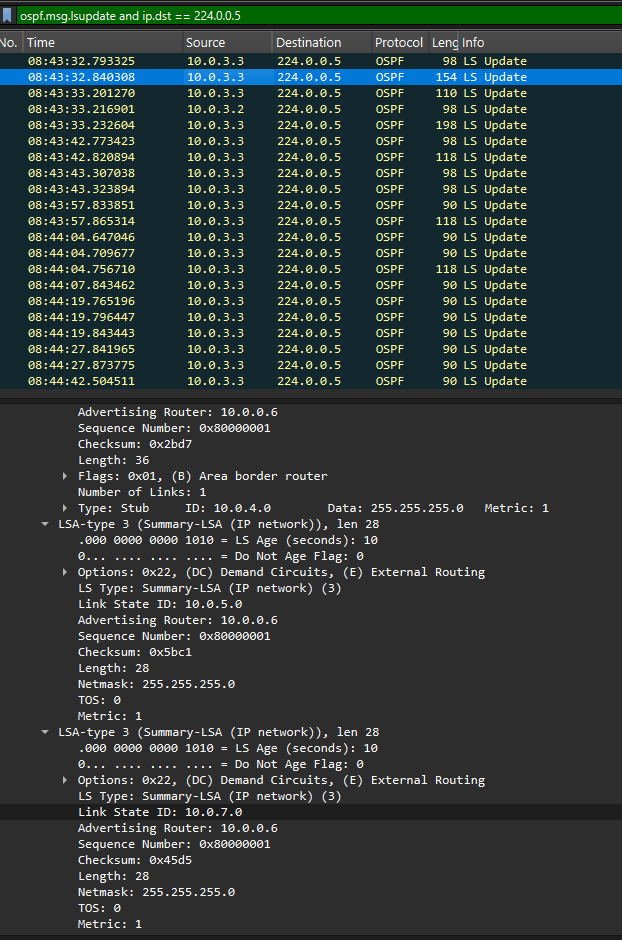 ospf.msg.lsupdate and ip.dst == 224.0.0.5
No. Time Source Destination Protocol Leng Info
08:43:32.793325 10.0.3.3 224.0.0.5 OSPF 98 LS Update
08:43:32.840308 10.0.3.3 224.0.0.5 OSPF 154 LS Update
08:43:33.201270 10.0.3.3 224.0.0.5 OSPF 110 LS Update
08:43:33.216901 10.0.3.2 224.0.0.5 OSPF 98 LS Update
08:43:33.232604 10.0.3.3 224.0.0.5 OSPF 198 LS Update
08:43:42.773423 10.0.3.3 224.0.0.5 OSPF 98 LS Update
08:43:42.820894 10.0.3.3 224.0.0.5 OSPF 118 LS Update
08:43:43.307038 10.0.3.3 224.0.0.5 OSPF 98 LS Update
08:43:43.323894 10.0.3.3 224.0.0.5 OSPF 98 LS Update
08:43:57.833851 10.0.3.3 224.0.0.5 OSPF 90 LS Update
08:43:57.865314 10.0.3.3 224.0.0.5 OSPF 118 LS Update
08:44:04.647046 10.0.3.3 224.0.0.5 OSPF 90 LS Update
08:44:04.709677 10.0.3.3 224.0.0.5 OSPF 90 LS Update
08:44:04.756710 10.0.3.3 224.0.0.5 OSPF 118 LS Update
08:44:07.843462 10.0.3.3 224.0.0.5 OSPF 90 LS Update
08:44:19.765196 10.0.3.3 224.0.0.5 OSPF 90 LS Update
08:44:19.796447 10.0.3.3 224.0.0.5 OSPF 90 LS Update
08:44:19.843443 10.0.3.3 224.0.0.5 OSPF 90 LS Update
08:44:27.841965 10.0.3.3 224.0.0.5 OSPF 90 LS Update
08:44:27.873775 10.0.3.3 224.0.0.5 OSPF 90 LS Update
08:44:42.504511 10.0.3.3 224.0.0.5 OSPF 90 LS Update
Advertising Router: 10.0.0.6
Sequence Number: 0x80000001
Checksum: 0x2bd7
Length: 36
Flags: 0x01, (B) Area border router
Number of Links: 1
Type: Stub ID: 10.0.4.0 Data: 255.255.255.0 Metric: 1
LSA-type 3 (Summary-LSA (IP network)), len 28
.000 0000 0000 1010 = LS Age (seconds): 10
0... .... .... .... = Do Not Age Flag: 0
Options: 0x22, (DC) Demand Circuits, (E) External Routing
LS Type: Summary-LSA (IP network) (3)
Link State ID: 10.0.5.0
Advertising Router: 10.0.0.6
Sequence Number: 0x80000001
Checksum: 0x5bc1
Length: 28
Netmask: 255.255.255.0
TOS: 0
Metric: 1
LSA-type 3 (Summary-LSA (IP network)), len 28
.000 0000 0000 1010 = LS Age (seconds): 10
0... .... .... .... = Do Not Age Flag: 0
Options: 0x22, (DC) Demand Circuits, (E) External Routing
LS Type: Summary-LSA (IP network) (3)
Link State ID: 10.0.7.0
Advertising Router: 10.0.0.6
Sequence Number: 0x80000001
Checksum: 0x45d5
Length: 28
Netmask: 255.255.255.0
TOS: 0
Metric: 1